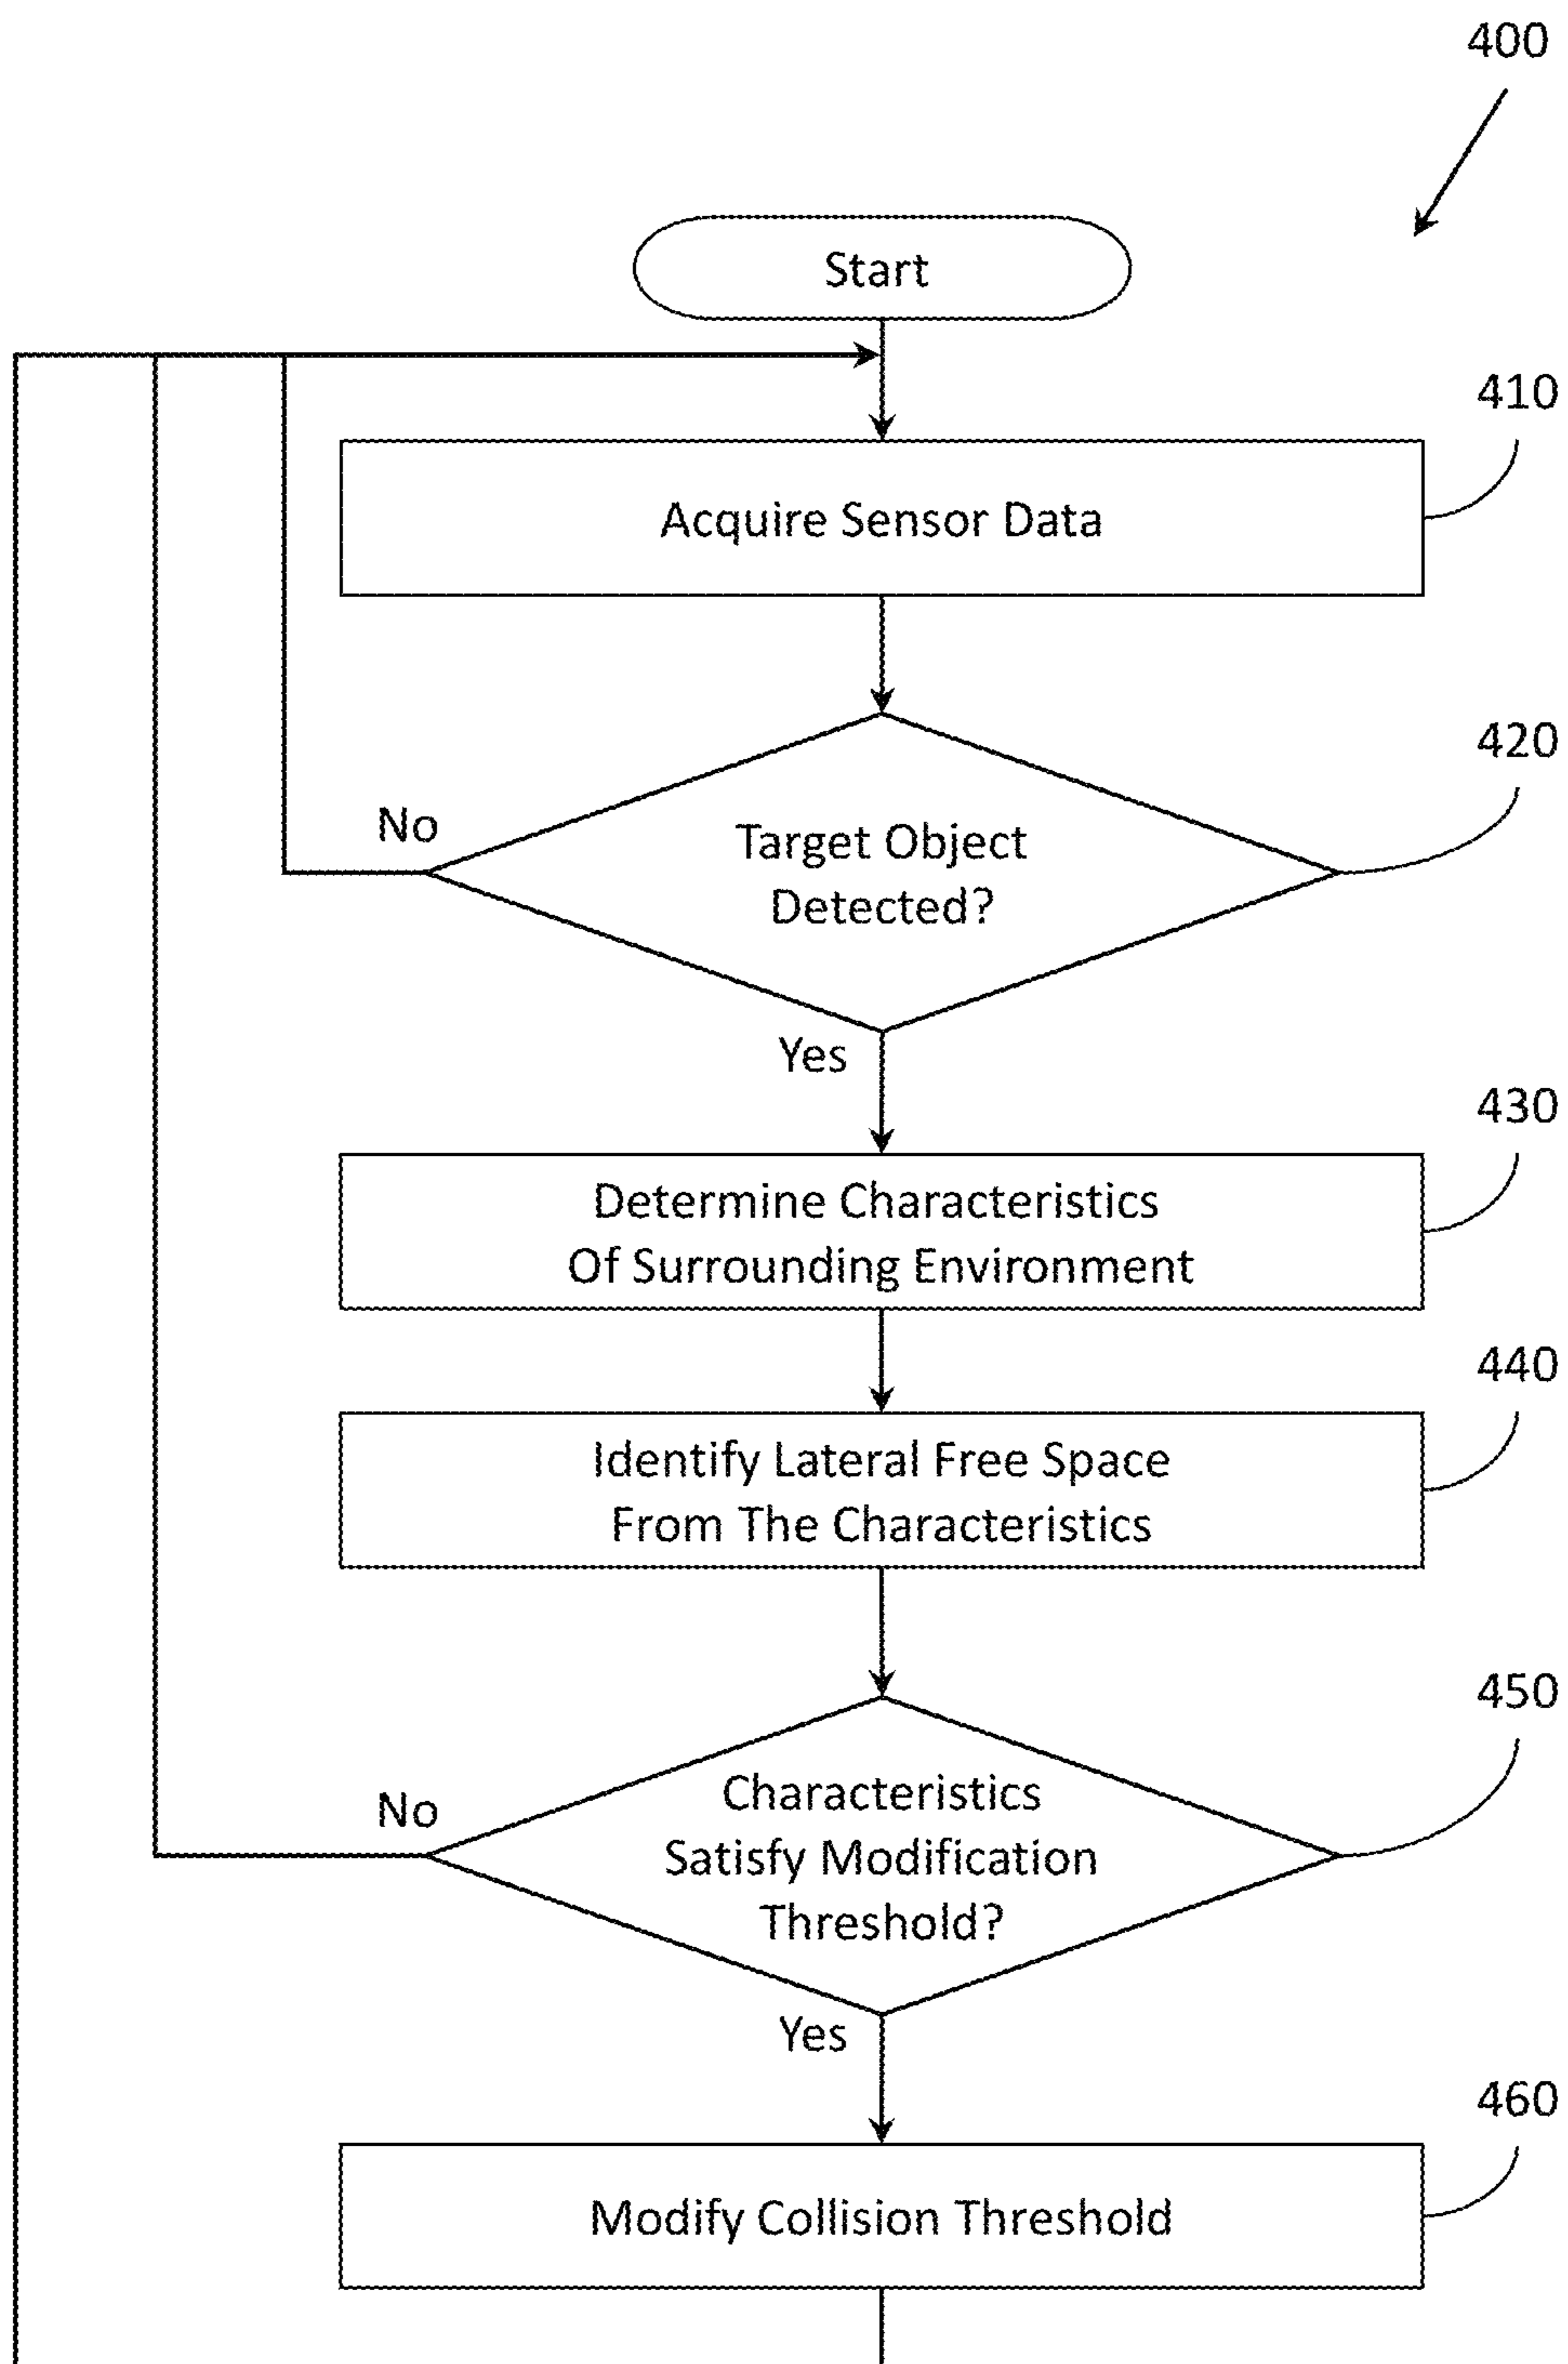 400
Start
410
Acquire Sensor Data
420
No
Target Object
Detected?
Yes
430
Determine Characteristics
Of Surrounding Environment
440
Identify Lateral Free Space
From The Characteristics
450
No
Characteristics
Satisfy Modification
Threshold?
Yes
460
Modify Collision Threshold